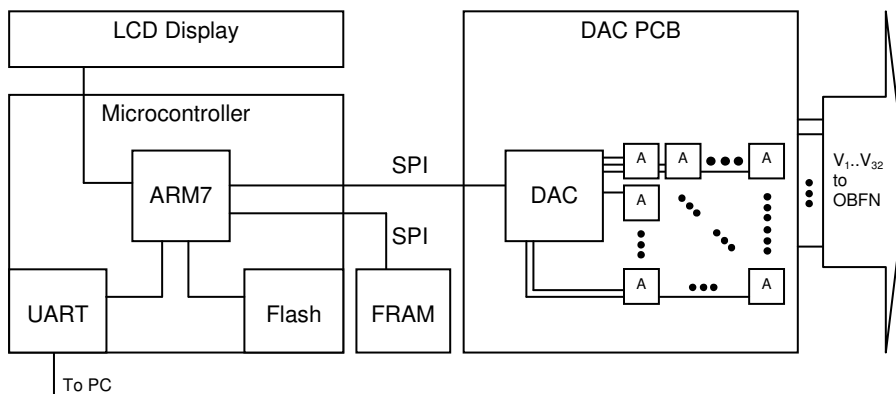 LCD Display
DAC PCB
Microcontroller
SPI
ARM7
DAC
A
A
A
A
A
A
V1..V32
to
OBFN
SPI
UART
Flash
FRAM
To PC